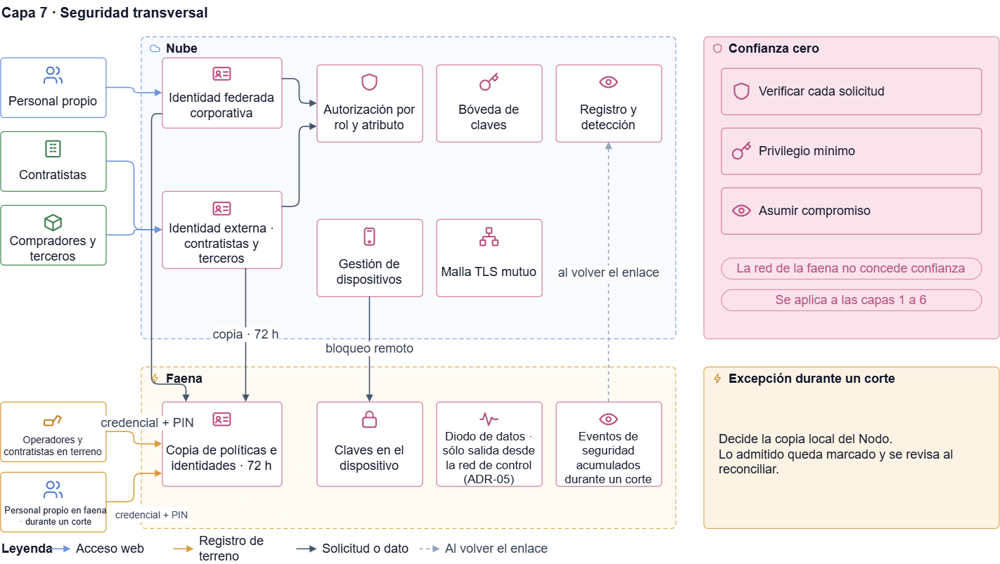 Capa 7 · Seguridad transversal
Nube
Personal propio
Contratistas
Compradores y
terceros
Identidad federada
corporativa
Autorización por
rol y atributo
Bóveda de
claves
Registro y
detección
Identidad externa ·
contratistas y
terceros
Gestión de
dispositivos
Malla TLS mutuo
al volver el enlace
copia · 72 h
bloqueo remoto
Confianza cero
Verificar cada solicitud
Privilegio mínimo
Asumir compromiso
La red de la faena no concede confianza
Se aplica a las capas 1 a 6
Faena
Operadores y
contratistas en terreno
credencial + PIN
Personal propio en faena
· durante un corte
credencial + PIN
Copia de políticas e
identidades · 72 h
Claves en el
dispositivo
Diodo de datos ·
sólo salida desde
la red de control
(ADR-05)
Eventos de
seguridad
acumulados
durante un corte
Excepción durante un corte
Decide la copia local del Nodo.
Lo admitido queda marcado y se revisa al
reconciliar.
Leyenda
Acceso web
Registro de
terreno
Solicitud o dato
Al volver el enlace